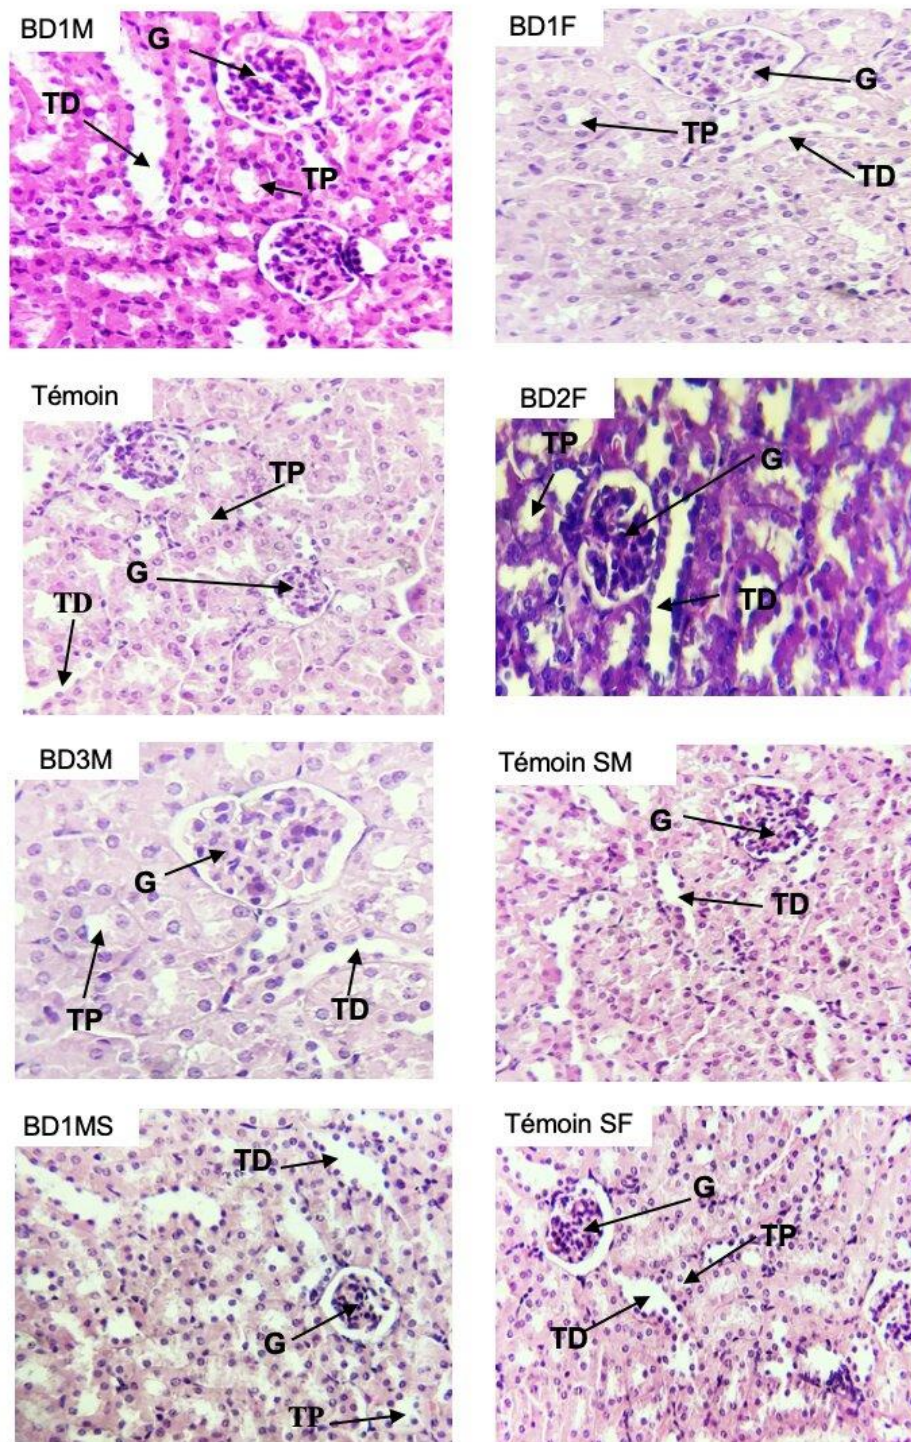 BD1M
G
TD
TP
BD1F
G
TP
TD
Témoin
TP
G
TD
BD2F
TP
G
TD
BD3M
G
TP
TD
Témoin SM
G
TD
BD1MS
TD
G
TP
Témoin SF
G
TP
TD